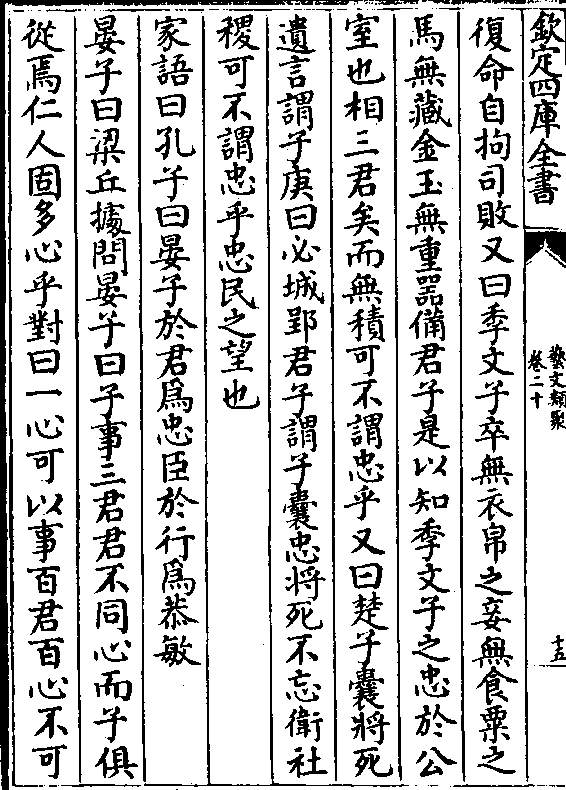 欽定四庫全書
藝文類聚
卷二十
十五
復命自拘司敗又曰季文子卒無衣帛之妾無食粟之
馬無藏金玉無重器備君子是以知季文子之忠於公
室也相三君矣而無積可不謂忠乎又曰楚子囊將死
遺言謂子庚曰必城郢君子謂子囊忠將死不忘衛社
稷可不謂忠乎忠民之望也
家語曰孔子曰晏子於君為忠臣於行為恭敏
晏子曰梁丘據問晏子曰子事三君君不同心而子俱
從焉仁人固多心乎對曰一心可以事百君百心不可